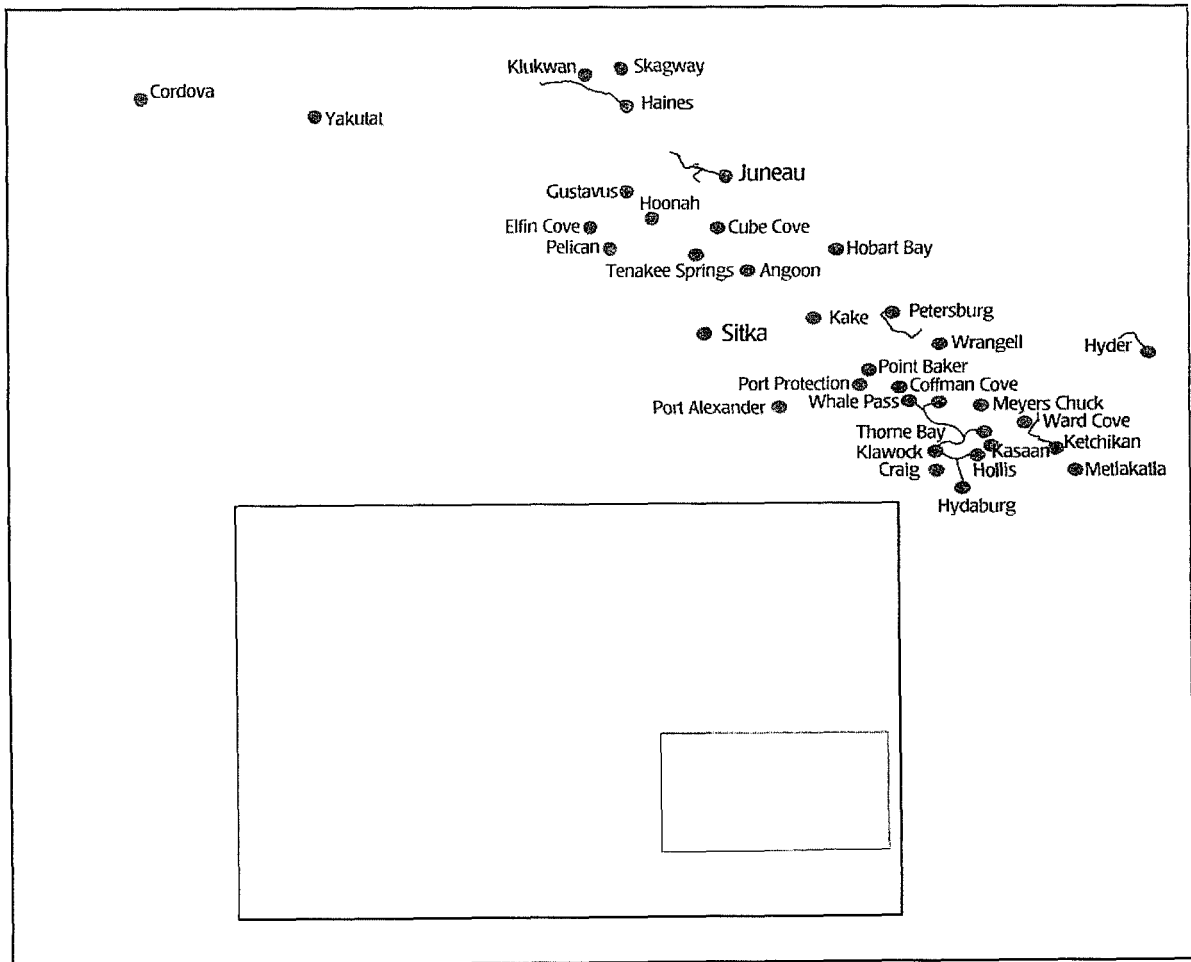 Klukwan
Skagway
Cordova
Haines
Yakutat
Juneau
Gustavus
Hoonah
Elfin Cove
Cube Cove
Pelican
Hobart Bay
Tenakee Springs
Angoon
Petersburg
Kake
Sitka
Wrangell
Hyder
Point Baker
Port Protection
Coffman Cove
Whale Pass
Meyers Chuck
Port Alexander
Ward Cove
Thorne Bay
Ketchikan
Klawock
Kasaan
Craig
Hollis
Metlakatla
Hydaburg